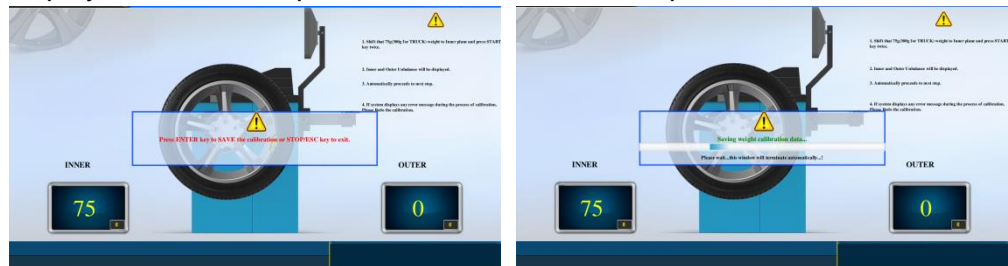 1. Shift that 75g(300g for TRUCK) weight to Inner plane and press START
key twice.
2. Inner and Outer Unbalance will be displayed.
3. Automatically proceeds to next step.
4. If system displays any error message during the process of calibration,
Please Redo the calibration.
Press ENTER key to SAVE the calibration or STOP/ESC key to exit.
INNER
OUTER
75
0
g
g
1. Shift that 75g(300g for TRUCK) weight to Inner plane and press START
key twice.
2. Inner and Outer Unbalance will be displayed.
3. Automatically proceeds to next step.
4. If system displays any error message during the process of calibration,
Please Redo the calibration.
Saving weight calibration data...
Please wait...this window will terminate automatically...!
INNER
OUTER
75
0
g
g